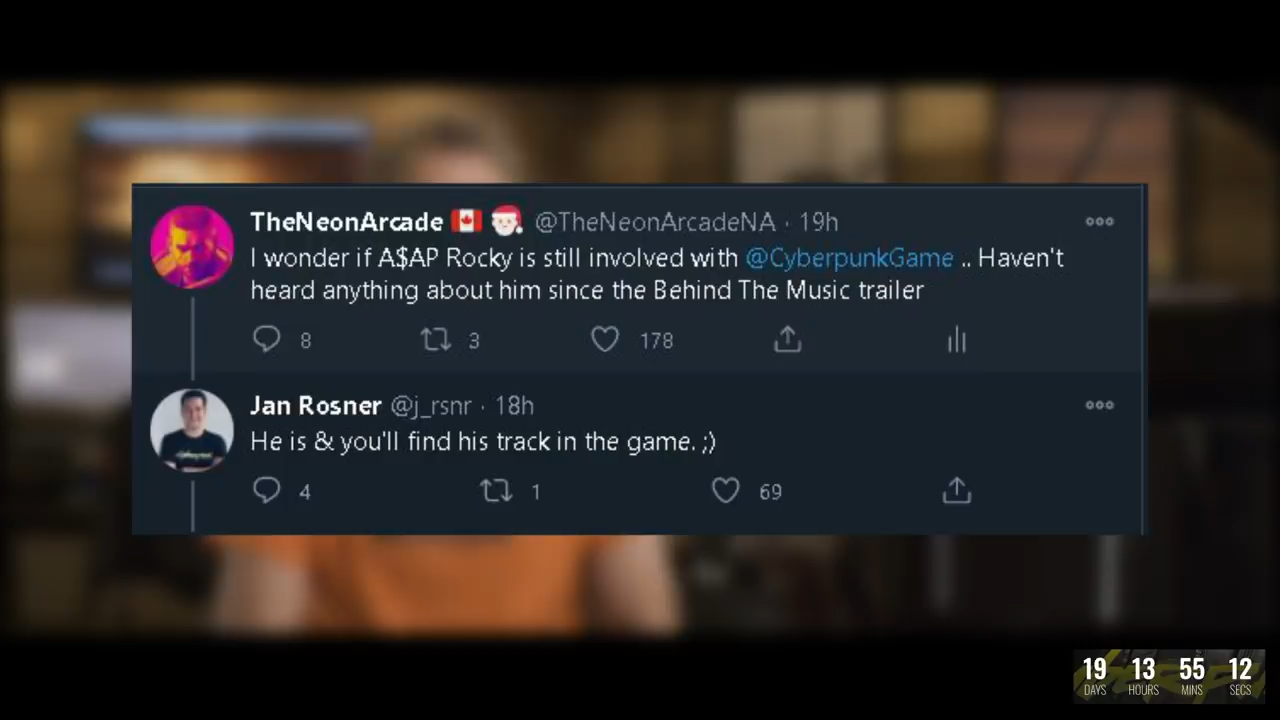 TheNeonArcade 🇨🇦 🎅 @TheNeonArcadeNA · 19h
I wonder if A$AP Rocky is still involved with @CyberpunkGame .. Haven't
heard anything about him since the Behind The Music trailer
8 3 178
Jan Rosner @j_rsnr · 18h
He is & you'll find his track in the game. ;)
4 1 69
19 13 55 12
DAYS HOURS MINS SECS